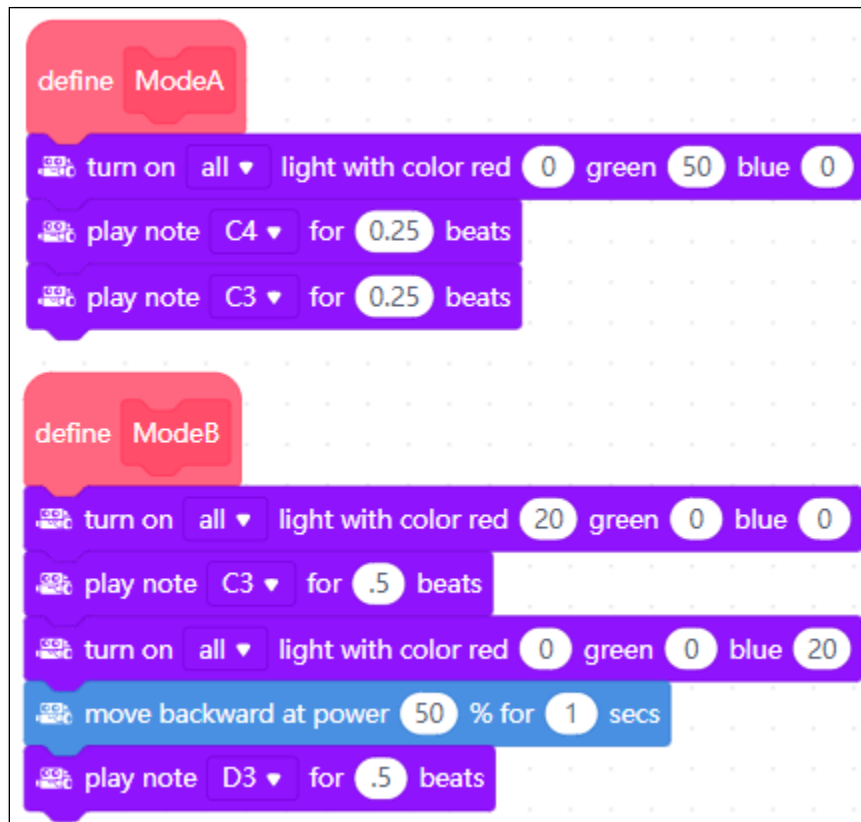 define ModeA
turn on all light with color red 0 green 50 blue 0
play note C4 for 0.25 beats
play note C3 for 0.25 beats
define ModeB
turn on all light with color red 20 green 0 blue 0
play note C3 for .5 beats
turn on all light with color red 0 green 0 blue 20
move backward at power 50 % for 1 secs
play note D3 for .5 beats